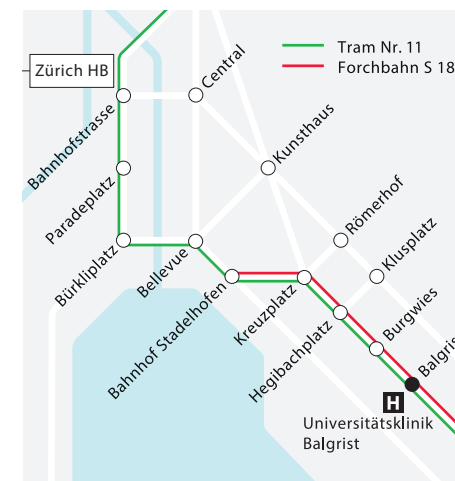 Tram Nr. 11
Forchbahn S 18
Zürich HB
Central
Bahnhofstrasse
Kunsthaus
Paradeplatz
Römerhof
Bürkliplatz
Bellevue
Klusplatz
Bahnhof Stadelhofen
Kreuzplatz
Hegibachplatz
Burgwies
Balgrist
H
Universitätsklinik
Balgrist